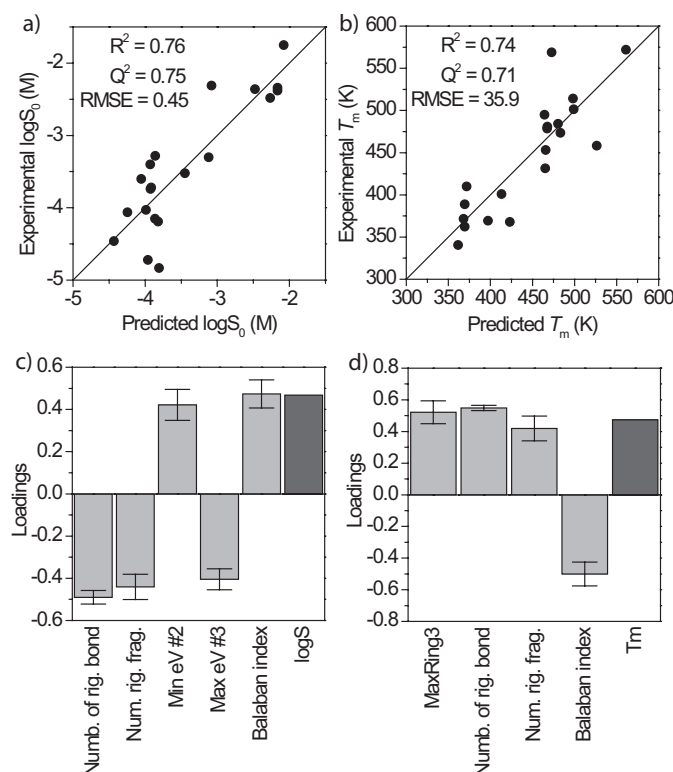 a)
R² = 0.76
Q² = 0.75
RMSE = 0.45
Experimental logS₀ (M)
-2
-3
-4
-5
-5 -4 -3 -2
Predicted logS₀ (M)
b)
R² = 0.74
Q² = 0.71
RMSE = 35.9
Experimental Tₘ (K)
600
550
500
450
400
350
300
300 350 400 450 500 550 600
Predicted Tₘ (K)
c)
Loadings
0.6
0.4
0.2
0.0
-0.2
-0.4
-0.6
Numb. of rig. bond
Num. rig. frag.
Min eV #2
Max eV #3
Balaban index
logS
d)
Loadings
0.8
0.6
0.4
0.2
0.0
-0.2
-0.4
-0.6
-0.8
MaxRing3
Numb. of rig. bond
Num. rig. frag.
Balaban index
Tm